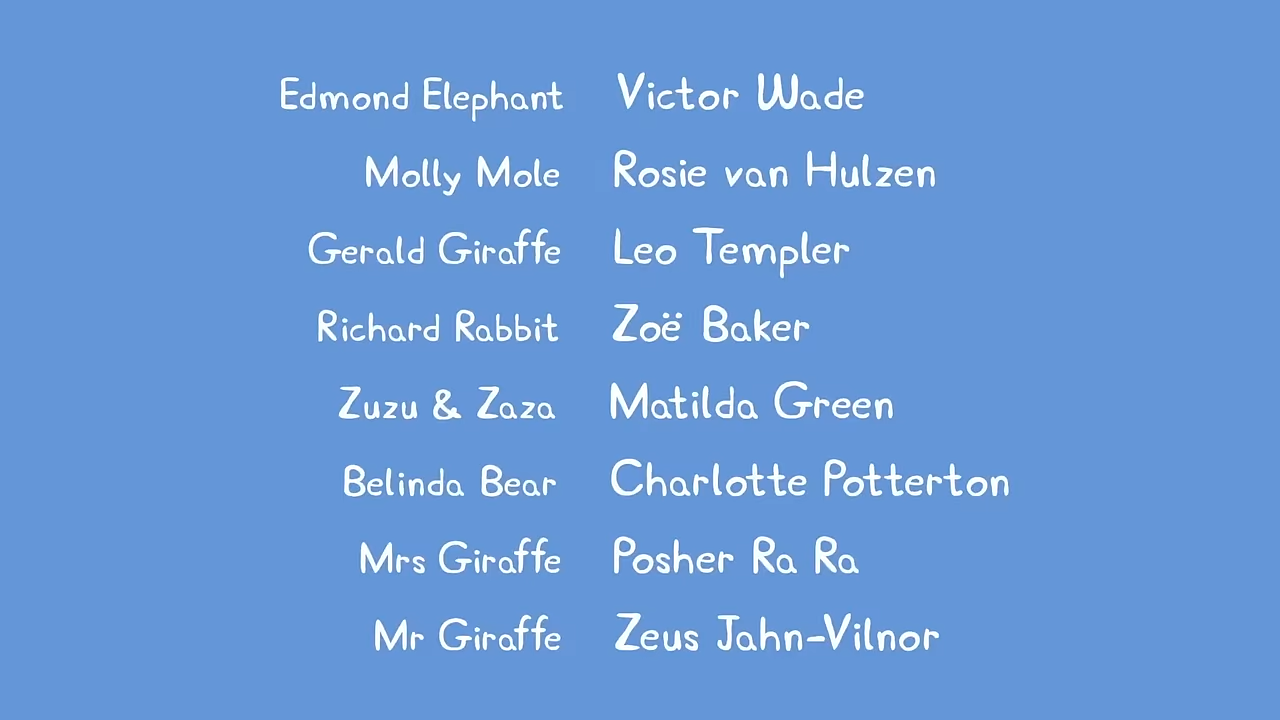 Edmond Elephant Victor Wade
Molly Mole Rosie van Hulzen
Gerald Giraffe Leo Templer
Richard Rabbit Zoë Baker
Zuzu & Zaza Matilda Green
Belinda Bear Charlotte Potterton
Mrs Giraffe Posher Ra Ra
Mr Giraffe Zeus Jahn-Vilnor